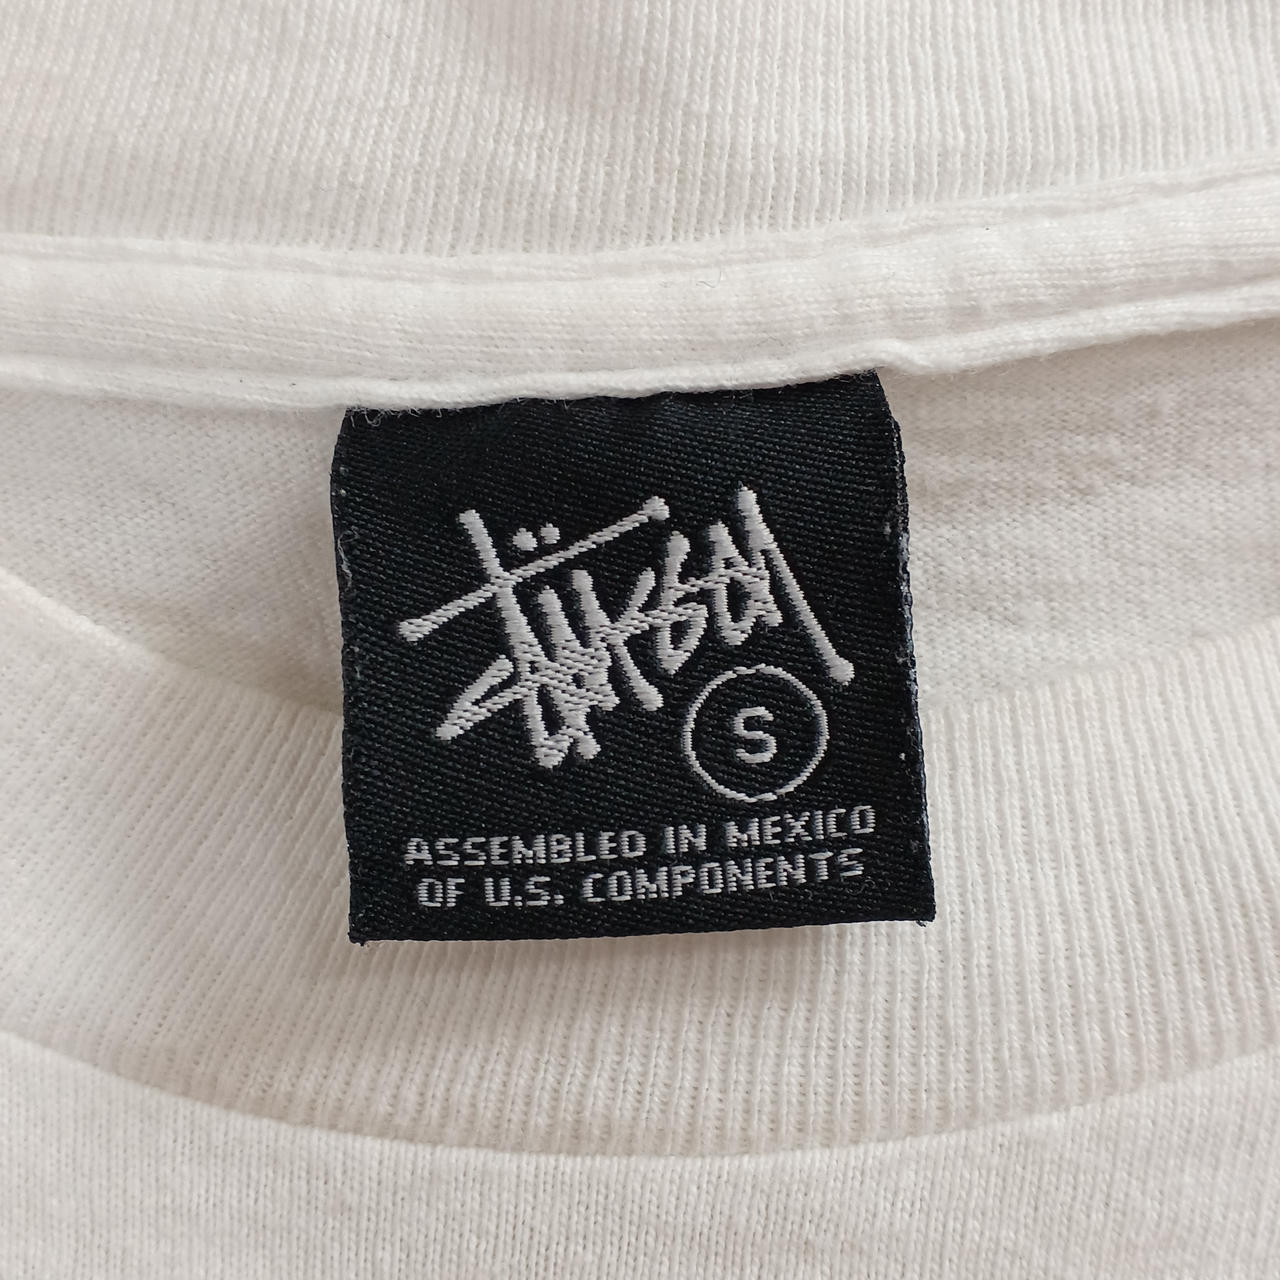 Stüssy
S
ASSEMBLED IN MEXICO
OF U.S. COMPONENTS